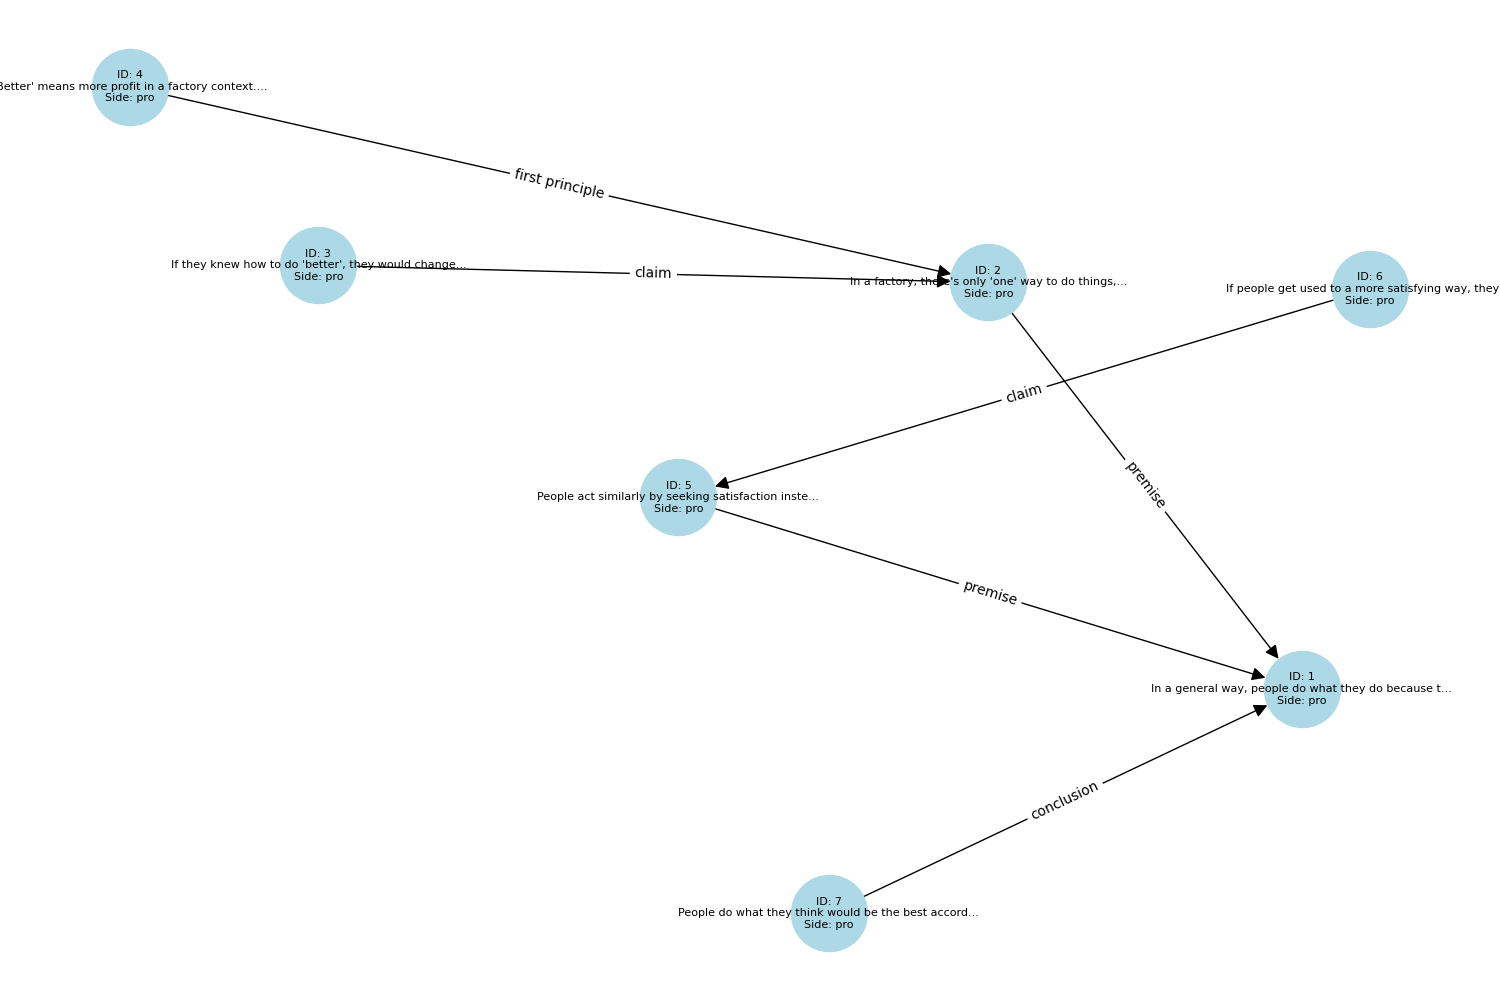 ID: 4
Better' means more profit in a factory context....
Side: pro
first principle
ID: 3
If they knew how to do 'better', they would change...
Side: pro
claim
ID: 2
In a factory, there's only 'one' way to do things,...
Side: pro
ID: 6
If people get used to a more satisfying way, they
Side: pro
claim
premise
ID: 5
People act similarly by seeking satisfaction inste...
Side: pro
premise
ID: 1
In a general way, people do what they do because t...
Side: pro
conclusion
ID: 7
People do what they think would be the best accord...
Side: pro